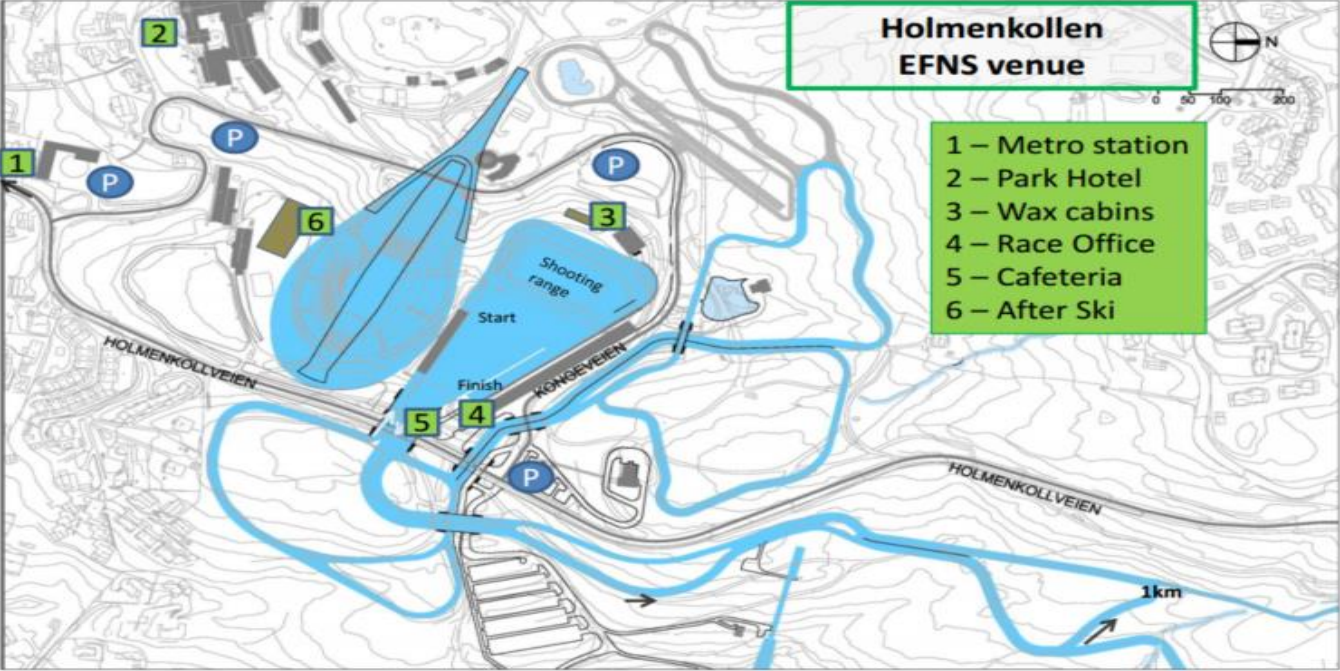 Holmenkollen
EFNS venue
N
0 50 100 200
1 – Metro station
2 – Park Hotel
3 – Wax cabins
4 – Race Office
5 – Cafeteria
6 – After Ski
2
P
1
P
P
6
3
Shooting
range
Start
HOLMENKOLLVEIEN
KONGEVEIEN
Finish
5
4
P
HOLMENKOLLVEIEN
1km